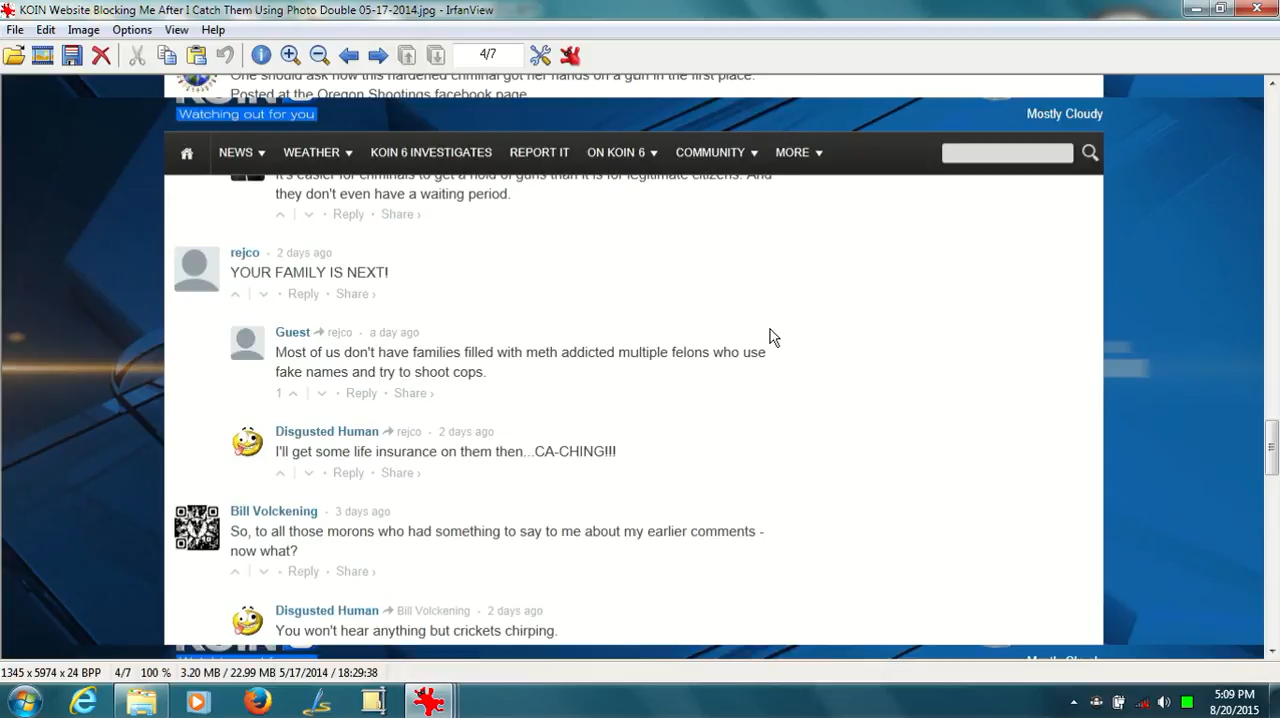 KOIN Website Blocking Me After I Catch Them Using Photo Double 05-17-2014.jpg - IrfanView
File Edit Image Options View Help
4/7
One should ask how this hardened criminal got her hands on a gun in the first place.
Posted at the Oregon Shootings facebook page
KOIN
Watching out for you
Mostly Cloudy
NEWS WEATHER KOIN 6 INVESTIGATES REPORT IT ON KOIN 6 COMMUNITY MORE
It's easier for criminals to get a hold of guns than it is for legitimate citizens. And
they don't even have a waiting period.
Reply • Share ›
rejco • 2 days ago
YOUR FAMILY IS NEXT!
• Reply • Share ›
Guest rejco • a day ago
Most of us don't have families filled with meth addicted multiple felons who use
fake names and try to shoot cops.
1 • Reply • Share ›
Disgusted Human rejco • 2 days ago
I'll get some life insurance on them then...CA-CHING!!!
• Reply • Share ›
Bill Volckening • 3 days ago
So, to all those morons who had something to say to me about my earlier comments -
now what?
• Reply • Share ›
Disgusted Human Bill Volckening • 2 days ago
You won't hear anything but crickets chirping.
KOIN
Watching out for you
Mostly Cloudy
1345 x 5974 x 24 BPP 4/7 100 % 3.20 MB / 22.99 MB 5/17/2014 / 18:29:38
5:09 PM
8/20/2015